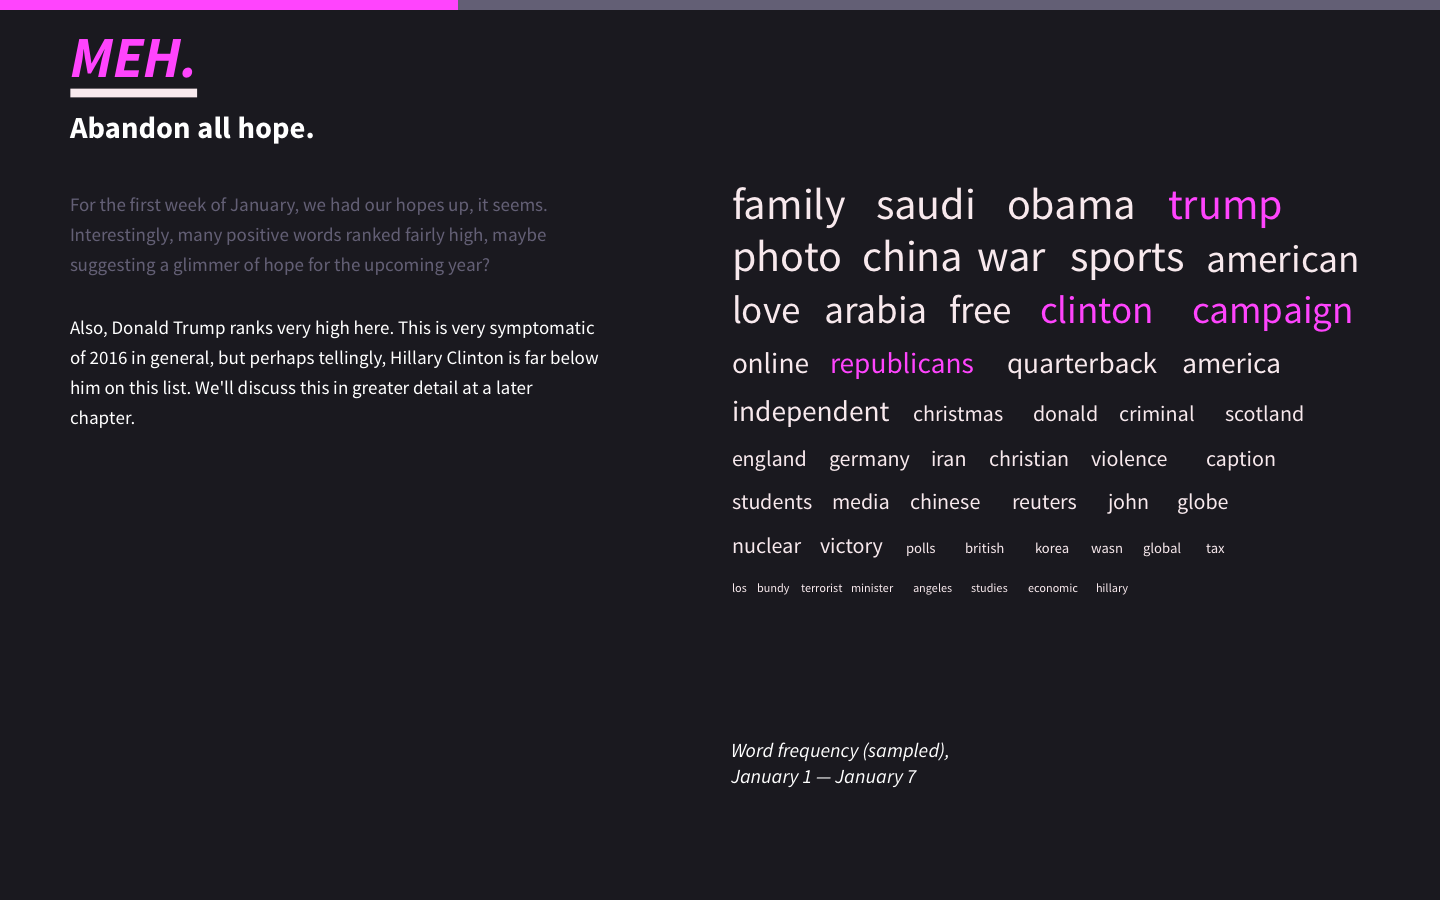 MEH.
Abandon all hope.
For the first week of January, we had our hopes up, it seems.
Interestingly, many positive words ranked fairly high, maybe
suggesting a glimmer of hope for the upcoming year?
Also, Donald Trump ranks very high here. This is very symptomatic
of 2016 in general, but perhaps tellingly, Hillary Clinton is far below
him on this list. We'll discuss this in greater detail at a later
chapter.
family saudi obama trump
photo china war sports american
love arabia free clinton campaign
online republicans quarterback america
independent christmas donald criminal scotland
england germany iran christian violence caption
students media chinese reuters john globe
nuclear victory polls british korea wasn global tax
los bundy terrorist minister angeles studies economic hillary
Word frequency (sampled),
January 1 — January 7